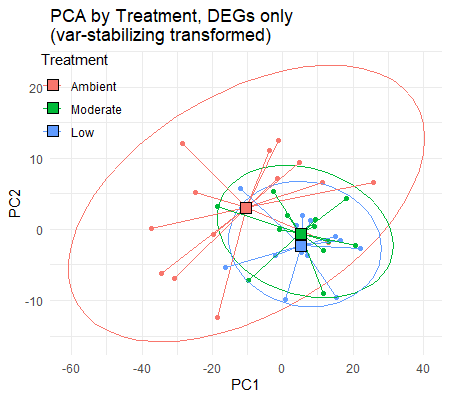 PCA by Treatment, DEGs only
(var-stabilizing transformed)
Treatment
Ambient
Moderate
Low
20
10
0
-10
PC2
-60
-40
-20
0
20
40
PC1